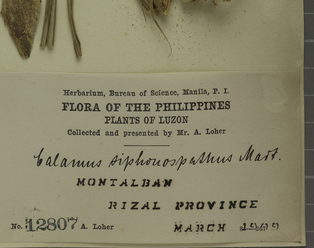 Herbarium, Bureau of Science, Manila, P. I.
FLORA OF THE PHILIPPINES
PLANTS OF LUZON
Collected and presented by Mr. A. Loher
Calamus siphonospathus Mart.
MONTALBAN
RIZAL PROVINCE
No. 12807 A. Loher MARCH 1909